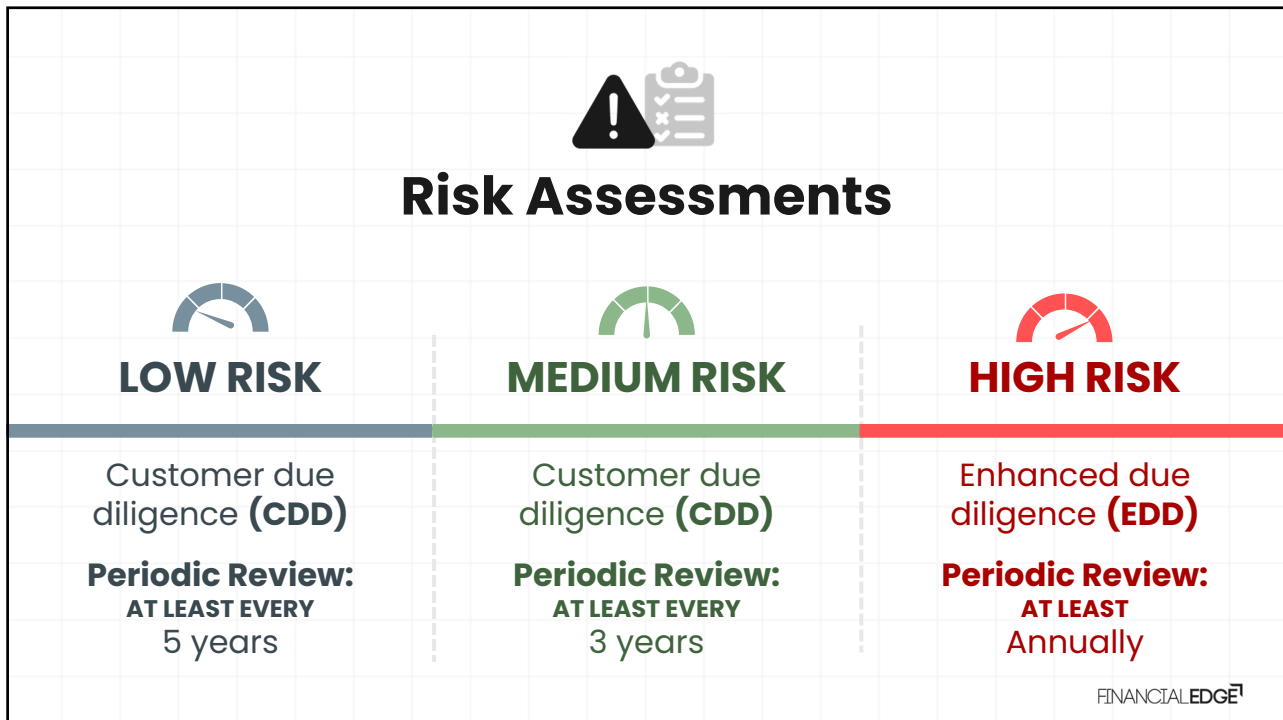 Risk Assessments
LOW RISK
Customer due
diligence (CDD)
Periodic Review:
AT LEAST EVERY
5 years
MEDIUM RISK
Customer due
diligence (CDD)
Periodic Review:
AT LEAST EVERY
3 years
HIGH RISK
Enhanced due
diligence (EDD)
Periodic Review:
AT LEAST
Annually
FINANCIALEDGE